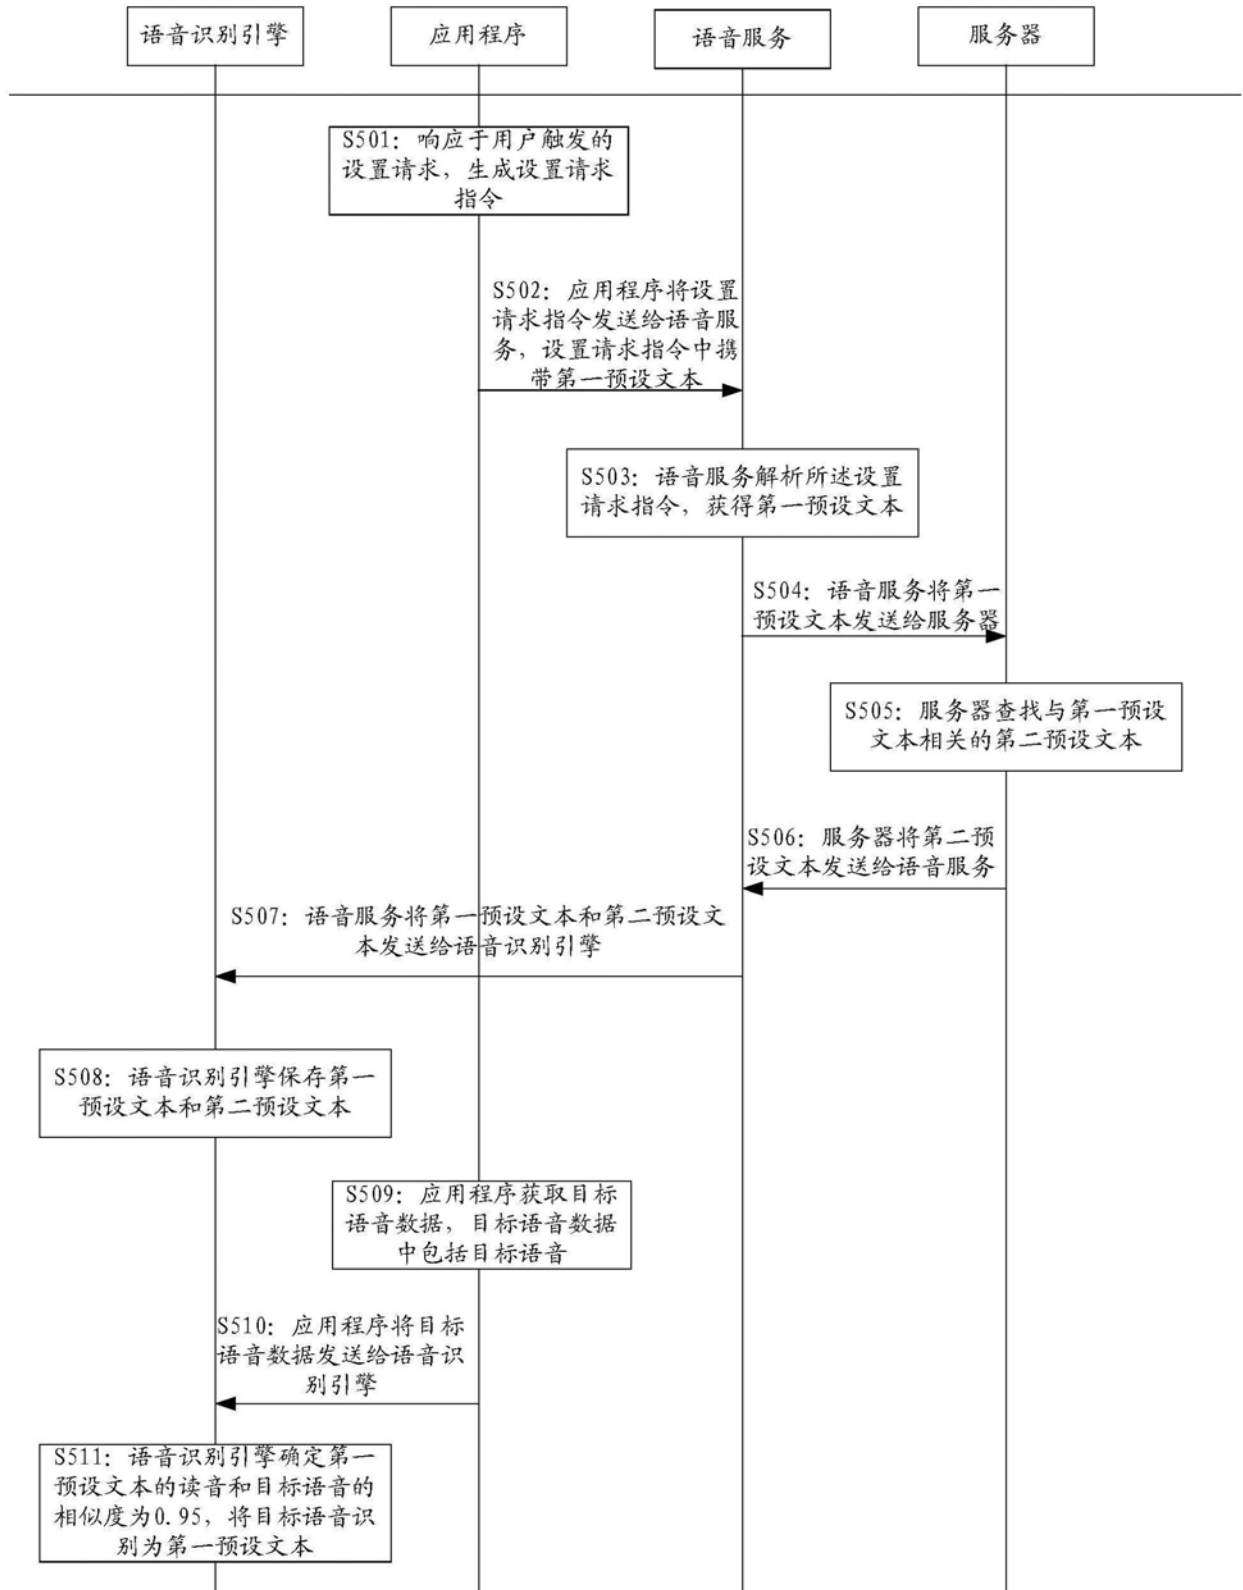 语音识别引擎
应用程序
语音服务
服务器
S501：响应于用户触发的
设置请求，生成设置请求
指令
S502：应用程序将设置
请求指令发送给语音服
务，设置请求指令中携
带第一预设文本
S503：语音服务解析所述设置
请求指令，获得第一预设文本
S504：语音服务将第一
预设文本发送给服务器
S505：服务器查找与第一预设
文本相关的第二预设文本
S506：服务器将第二预
设文本发送给语音服务
S507：语音服务将第一预设文本和第二预设文
本发送给语音识别引擎
S508：语音识别引擎保存第一
预设文本和第二预设文本
S509：应用程序获取目标
语音数据，目标语音数据
中包括目标语音
S510：应用程序将目标
语音数据发送给语音识
别引擎
S511：语音识别引擎确定第一
预设文本的读音和目标语音的
相似度为0.95，将目标语音识
别为第一预设文本